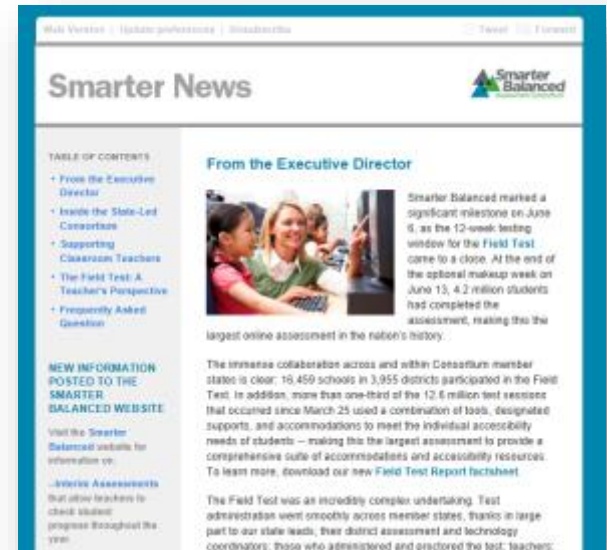 Web Version | Update preferences | Unsubscribe
Tweet
Forward
Smarter News
Smarter
Balanced
Assessment Consortium
TABLE OF CONTENTS
From the Executive
Director
Inside the State-Led
Consortium
Supporting
Classroom Teachers
The Field Test: A
Teacher's Perspective
Frequently Asked
Question
NEW INFORMATION
POSTED TO THE
SMARTER
BALANCED WEBSITE
Visit the Smarter
Balanced website for
information on:
-Interim Assessments
that allow teachers to
check student
progress throughout the
year.
From the Executive Director
Smarter Balanced marked a
significant milestone on June
6, as the 12-week testing
window for the Field Test
came to a close. At the end of
the optional makeup week on
June 13, 4.2 million students
had completed the
assessment, making this the
largest online assessment in the nation's history.
The immense collaboration across and within Consortium member
states is clear: 16,459 schools in 3,955 districts participated in the Field
Test. In addition, more than one-third of the 12.6 million test sessions
that occurred since March 25 used a combination of tools, designated
supports, and accommodations to meet the individual accessibility
needs of students – making this the largest assessment to provide a
comprehensive suite of accommodations and accessibility resources.
To learn more, download our new Field Test Report factsheet.
The Field Test was an incredibly complex undertaking. Test
administration went smoothly across member states, thanks in large
part to our state leads; their district assessment and technology
coordinators; those who administered and proctored the test; teachers;